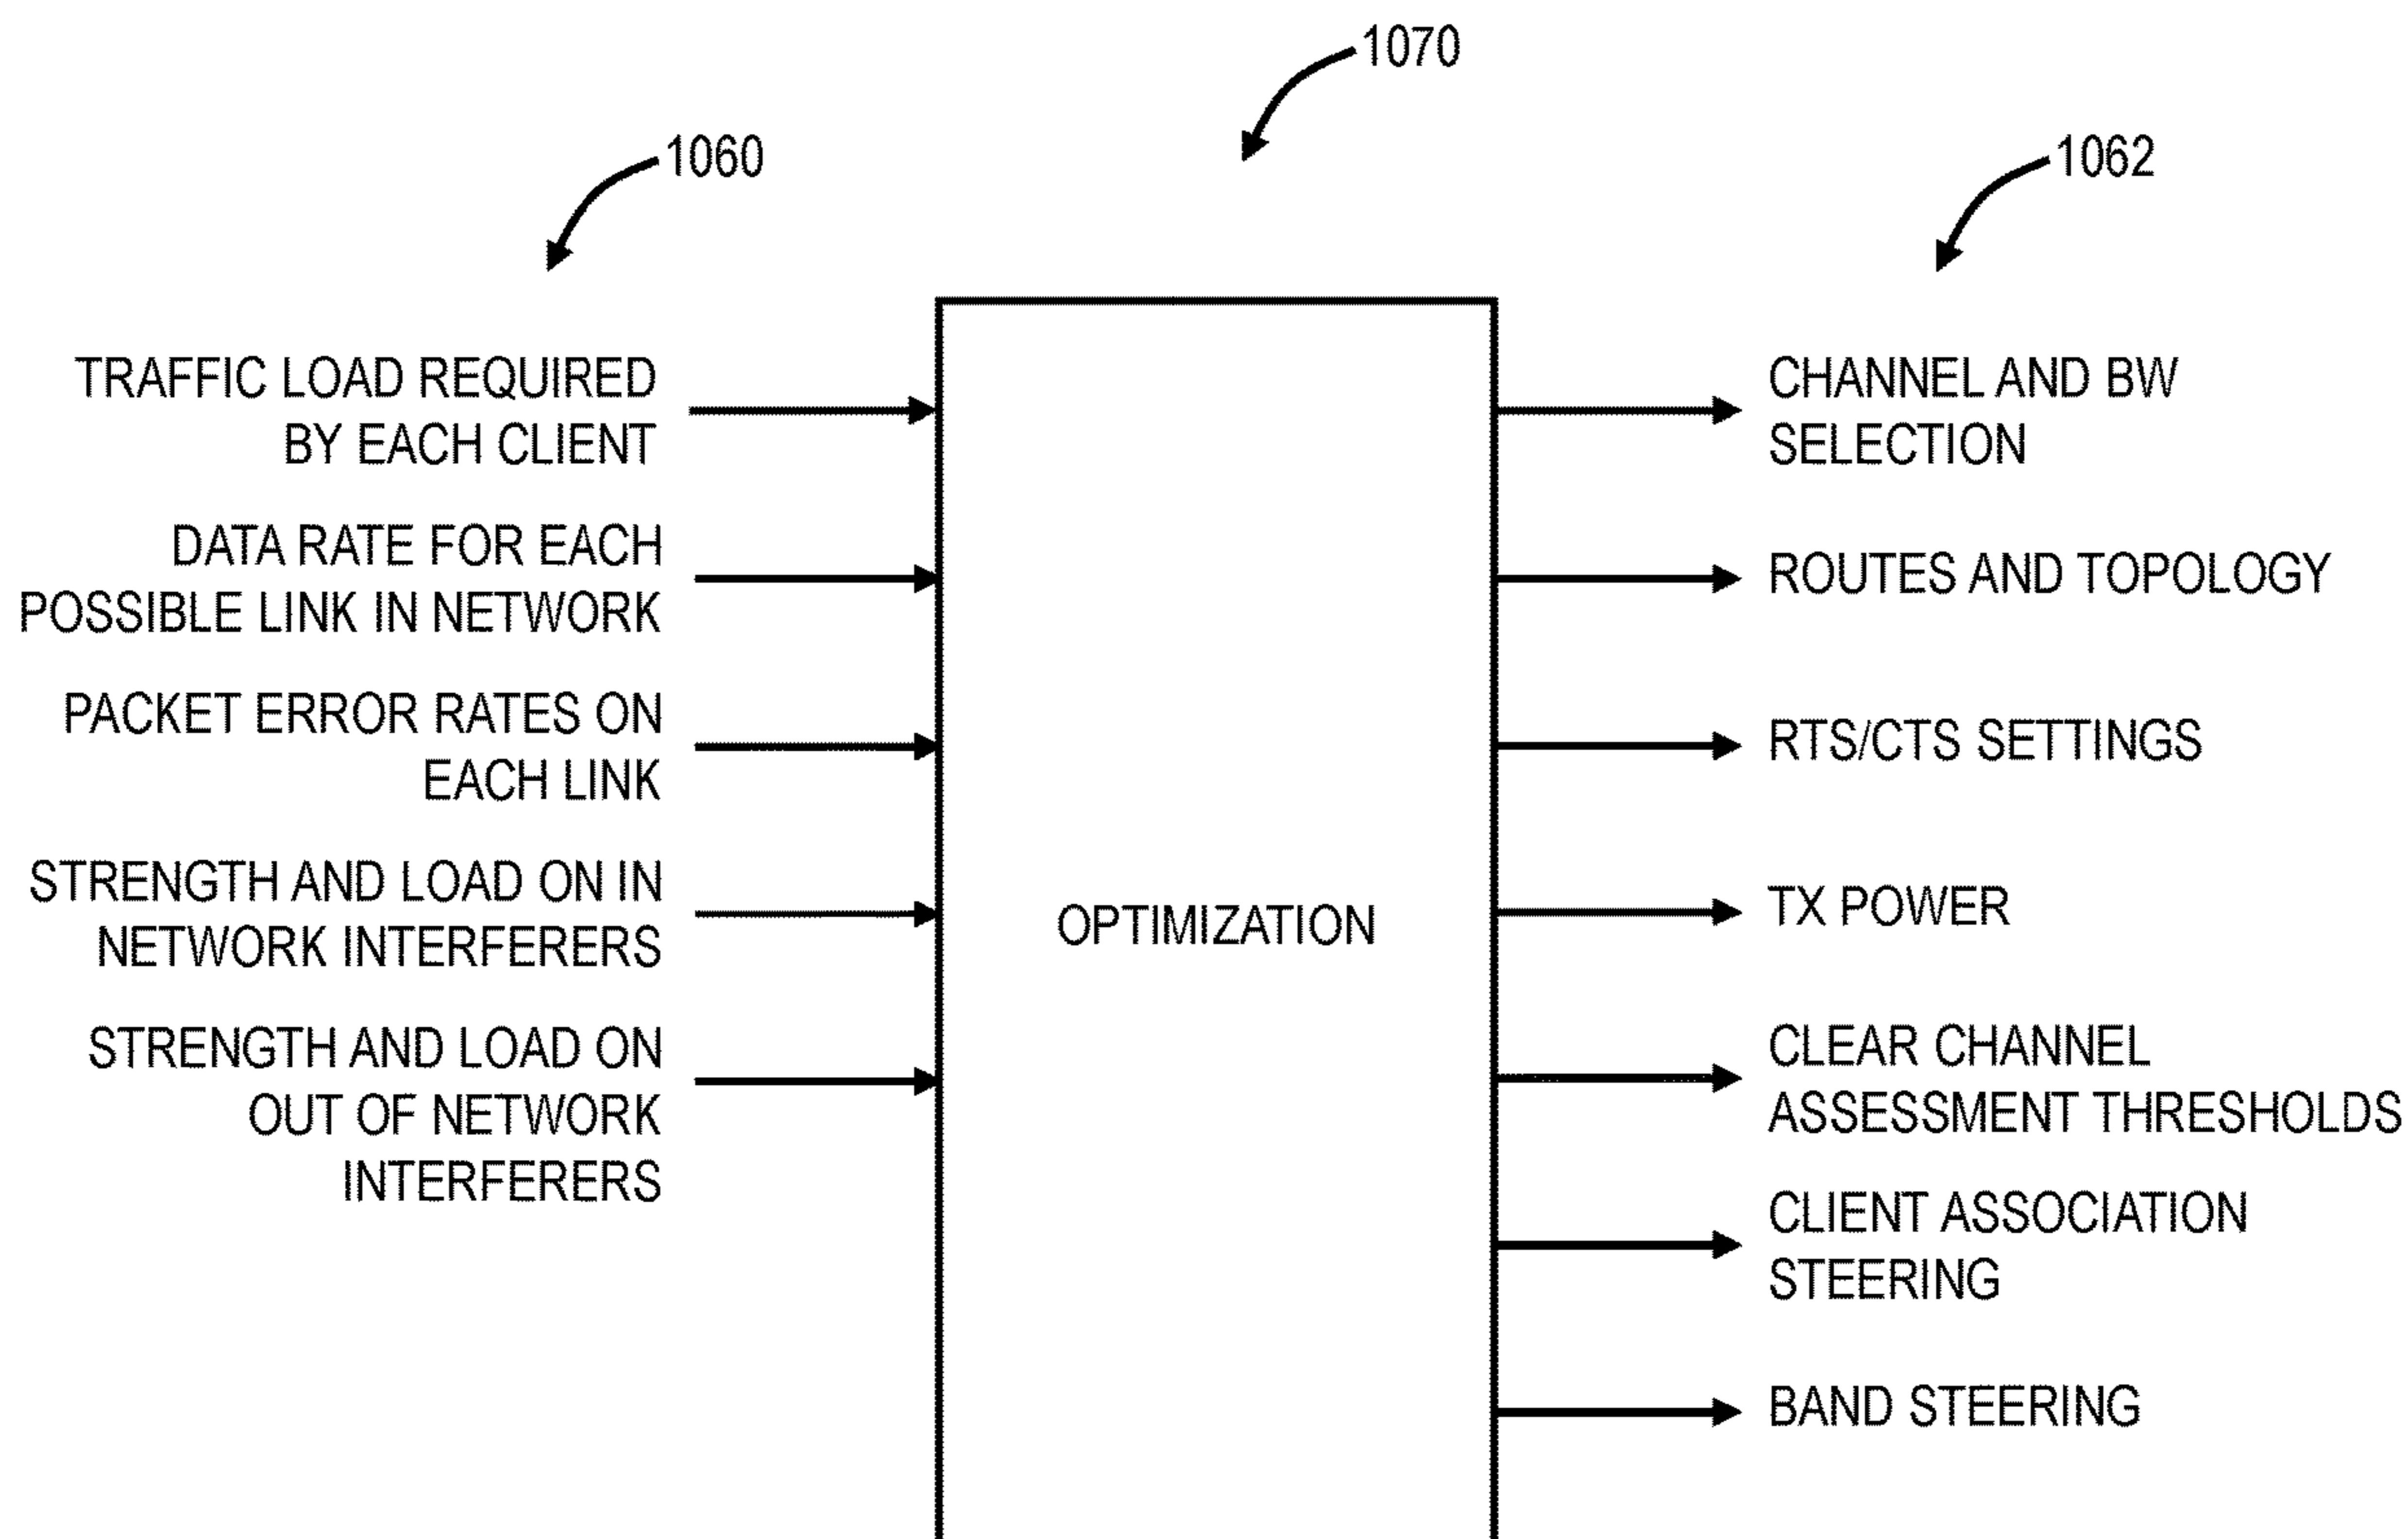 1070
1060
1062
TRAFFIC LOAD REQUIRED
BY EACH CLIENT
DATA RATE FOR EACH
POSSIBLE LINK IN NETWORK
PACKET ERROR RATES ON
EACH LINK
STRENGTH AND LOAD ON IN
NETWORK INTERFERERS
STRENGTH AND LOAD ON
OUT OF NETWORK
INTERFERERS
OPTIMIZATION
CHANNEL AND BW
SELECTION
ROUTES AND TOPOLOGY
RTS/CTS SETTINGS
TX POWER
CLEAR CHANNEL
ASSESSMENT THRESHOLDS
CLIENT ASSOCIATION
STEERING
BAND STEERING